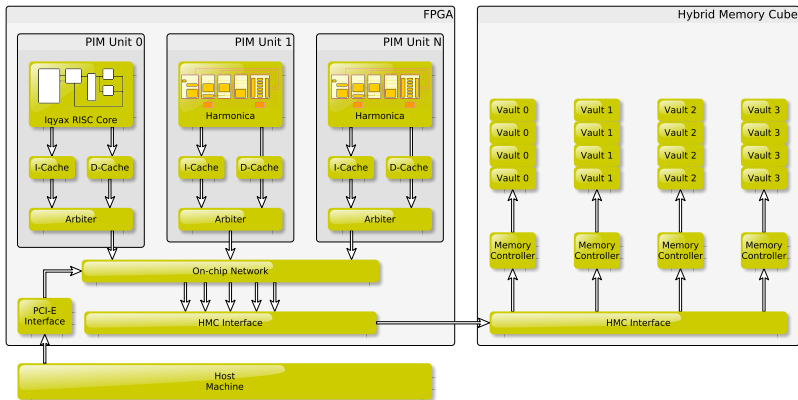 FPGA
Hybrid Memory Cube
PIM Unit 0
PIM Unit 1
PIM Unit N
Iqyax RISC Core
Harmonica
Harmonica
I-Cache
D-Cache
I-Cache
D-Cache
I-Cache
D-Cache
Arbiter
Arbiter
Arbiter
On-chip Network
PCI-E
Interface
HMC Interface
Host
Machine
Vault 0
Vault 1
Vault 2
Vault 3
Vault 0
Vault 1
Vault 2
Vault 3
Vault 0
Vault 1
Vault 2
Vault 3
Vault 0
Vault 1
Vault 2
Vault 3
Memory
Controller
Memory
Controller
Memory
Controller
Memory
Controller
HMC Interface